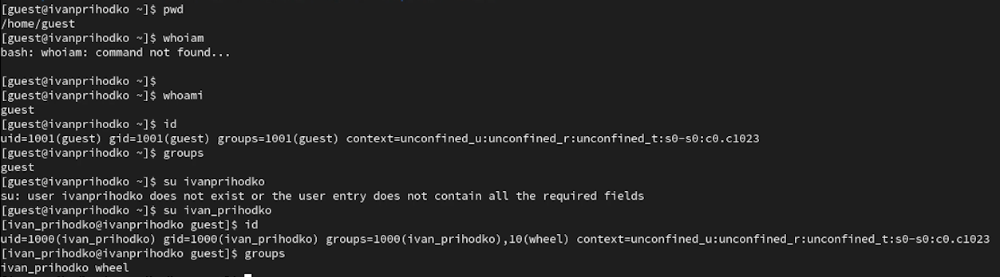 [guest@ivanprihodko ~]$ pwd
/home/guest
[guest@ivanprihodko ~]$ whoiam
bash: whoiam: command not found...
[guest@ivanprihodko ~]$
[guest@ivanprihodko ~]$ whoami
guest
[guest@ivanprihodko ~]$ id
uid=1001(guest) gid=1001(guest) groups=1001(guest) context=unconfined_u:unconfined_r:unconfined_t:s0-s0:c0.c1023
[guest@ivanprihodko ~]$ groups
guest
[guest@ivanprihodko ~]$ su ivanprihodko
su: user ivanprihodko does not exist or the user entry does not contain all the required fields
[guest@ivanprihodko ~]$ su ivan_prihodko
[ivan_prihodko@ivanprihodko guest]$ id
uid=1000(ivan_prihodko) gid=1000(ivan_prihodko) groups=1000(ivan_prihodko),10(wheel) context=unconfined_u:unconfined_r:unconfined_t:s0-s0:c0.c1023
[ivan_prihodko@ivanprihodko guest]$ groups
ivan_prihodko wheel